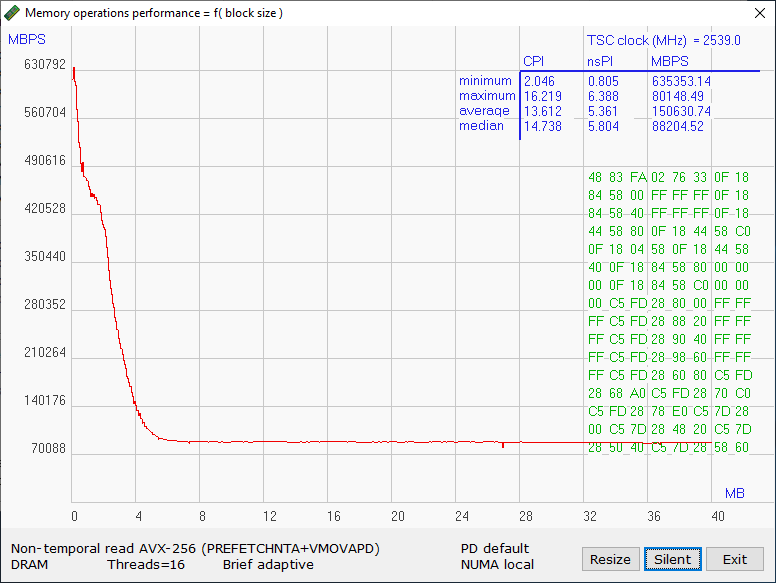 Memory operations performance = f( block size )
MBPS
TSC clock (MHz) = 2539.0
CPI nsPI MBPS
minimum 2.046 0.805 635353.14
maximum 16.219 6.388 80148.49
average 13.612 5.361 150630.74
median 14.738 5.804 88204.52
630792
560704
490616
420528
350440
280352
210264
140176
70088
48 83 FA 02 76 33 0F 18
84 58 00 FF FF FF 0F 18
84 58 40 FF FF FF 0F 18
44 58 80 0F 18 44 58 C0
0F 18 04 58 0F 18 44 58
40 0F 18 84 58 80 00 00
00 0F 18 84 58 C0 00 00
00 C5 FD 28 80 00 FF FF
FF C5 FD 28 88 20 FF FF
FF C5 FD 28 90 40 FF FF
FF C5 FD 28 98 60 FF FF
FF C5 FD 28 60 80 C5 FD
28 68 A0 C5 FD 28 70 C0
C5 FD 28 78 E0 C5 7D 28
00 C5 7D 28 48 20 C5 7D
28 50 40 C5 7D 28 58 60
MB
0 4 8 12 16 20 24 28 32 36 40
Non-temporal read AVX-256 (PREFETCHNTA+VMOVAPD) PD default
DRAM Threads=16 Brief adaptive NUMA local
Resize Silent Exit